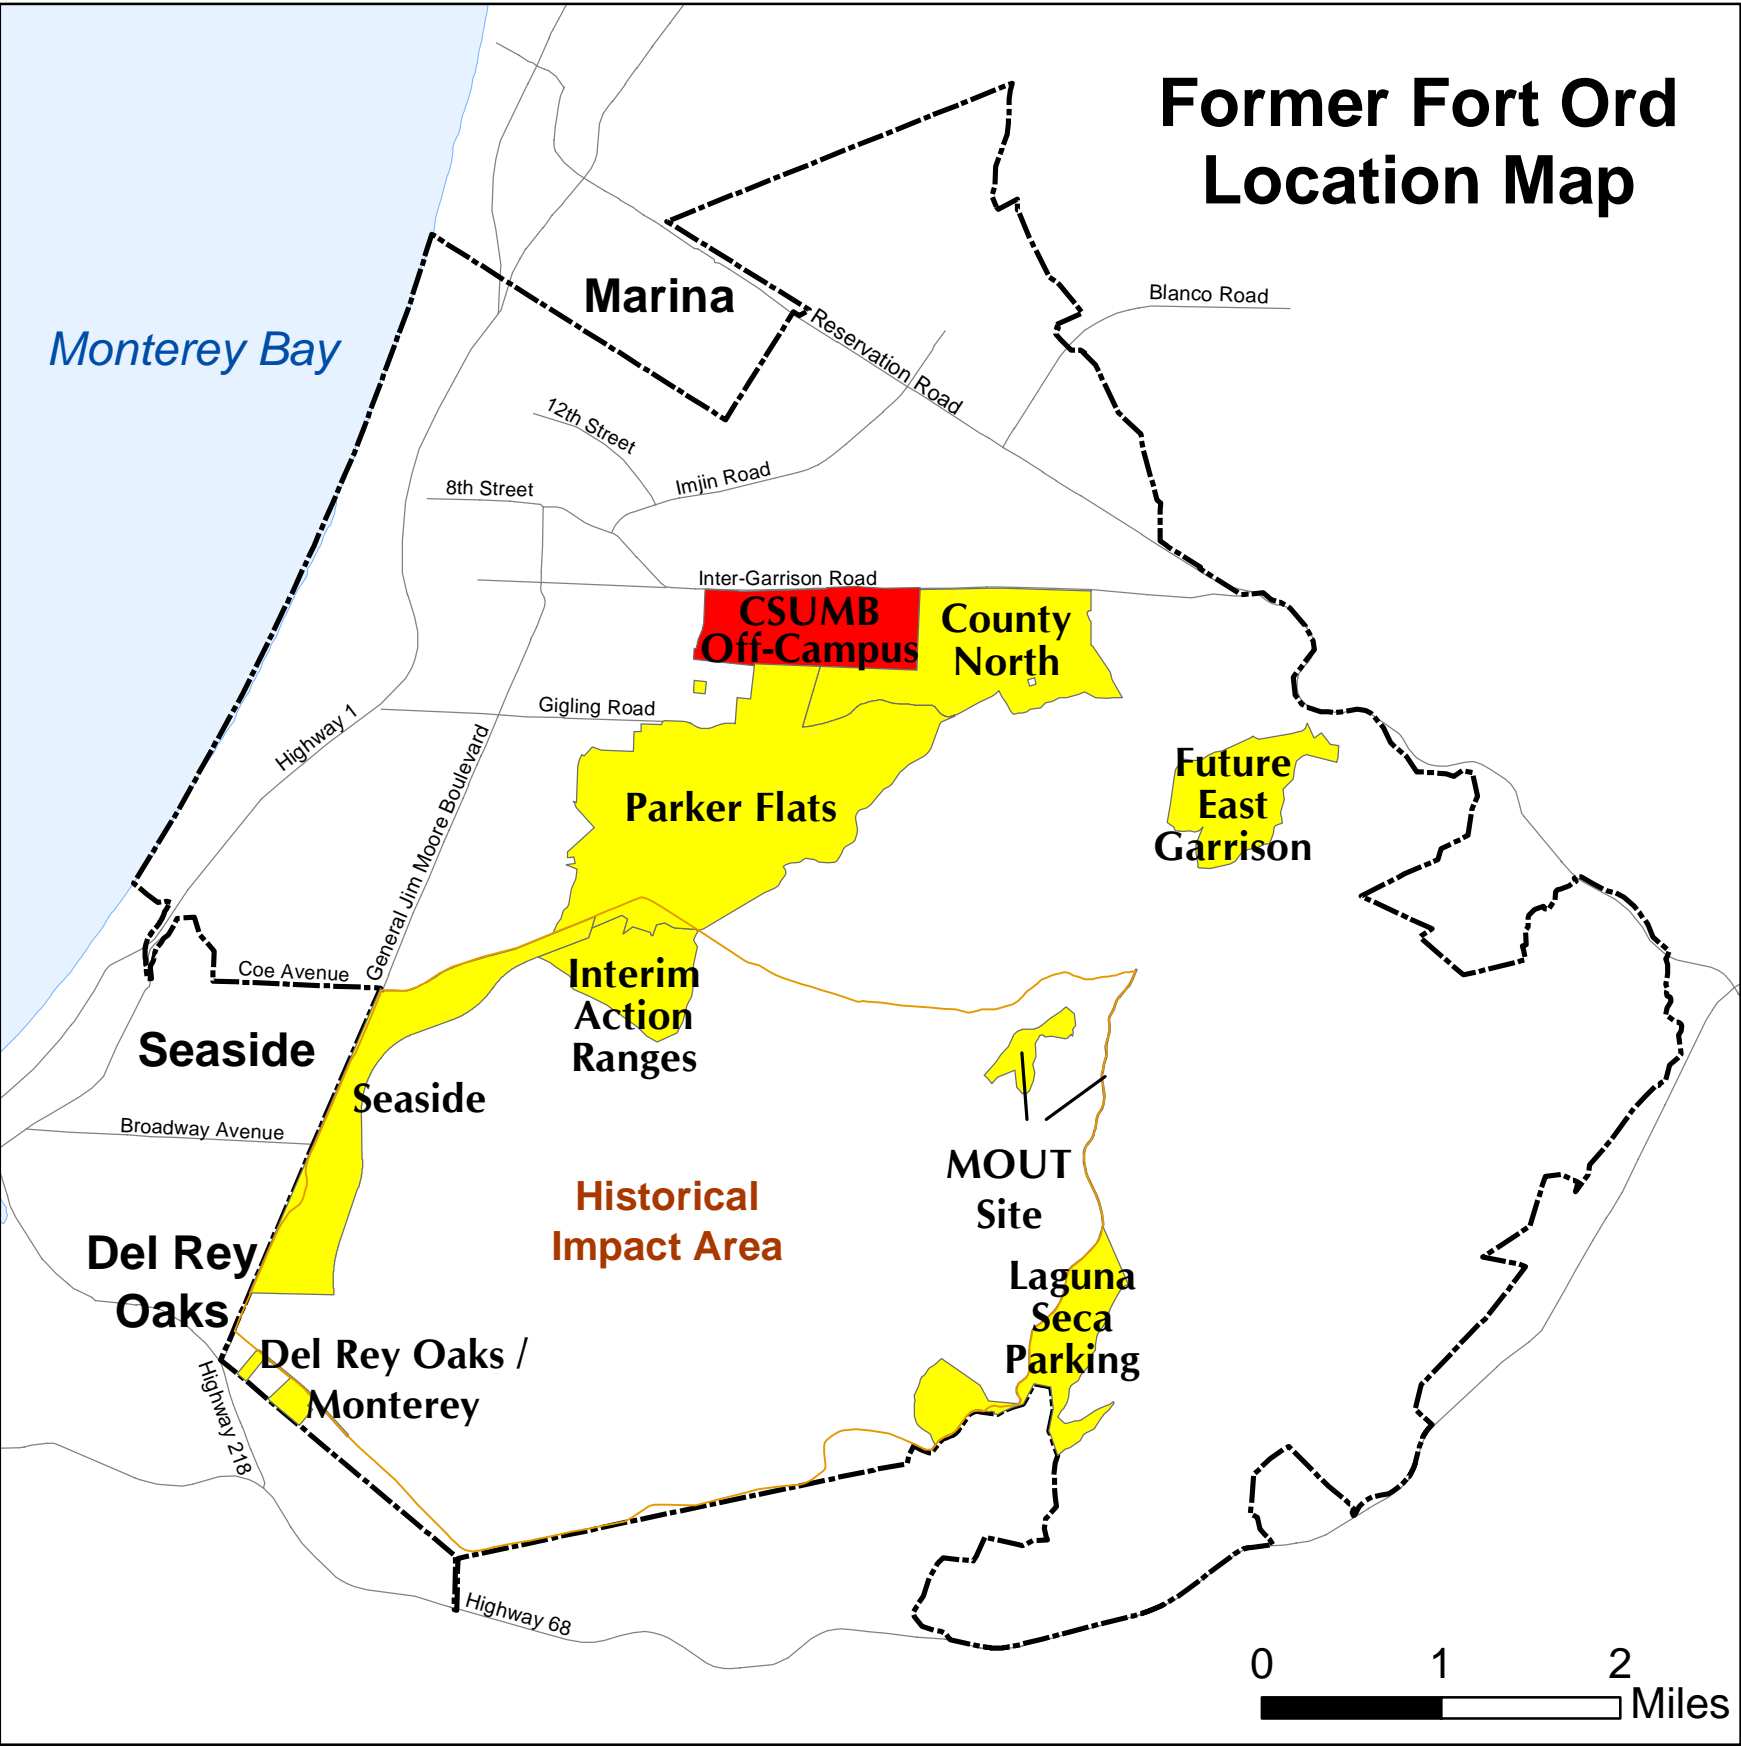 Former Fort Ord
Location Map
Marina
Blanco Road
Monterey Bay
Reservation Road
12th Street
Imjin Road
8th Street
Inter-Garrison Road
CSUMB
Off-Campus
County
North
Gigling Road
Highway 1
General Jim Moore Boulevard
Parker Flats
Future
East
Garrison
Coe Avenue
Interim
Action
Ranges
Seaside
Seaside
Broadway Avenue
MOUT
Site
Historical
Impact Area
Del Rey
Oaks
Laguna
Seca
Parking
Del Rey Oaks /
Monterey
Highway 218
Highway 68
0 1 2
Miles